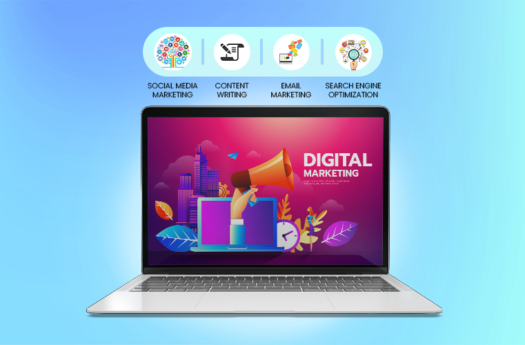 SOCIAL MEDIA
MARKETING
CONTENT
WRITING
EMAIL
MARKETING
SEARCH ENGINE
OPTIMIZATION
DIGITAL
MARKETING